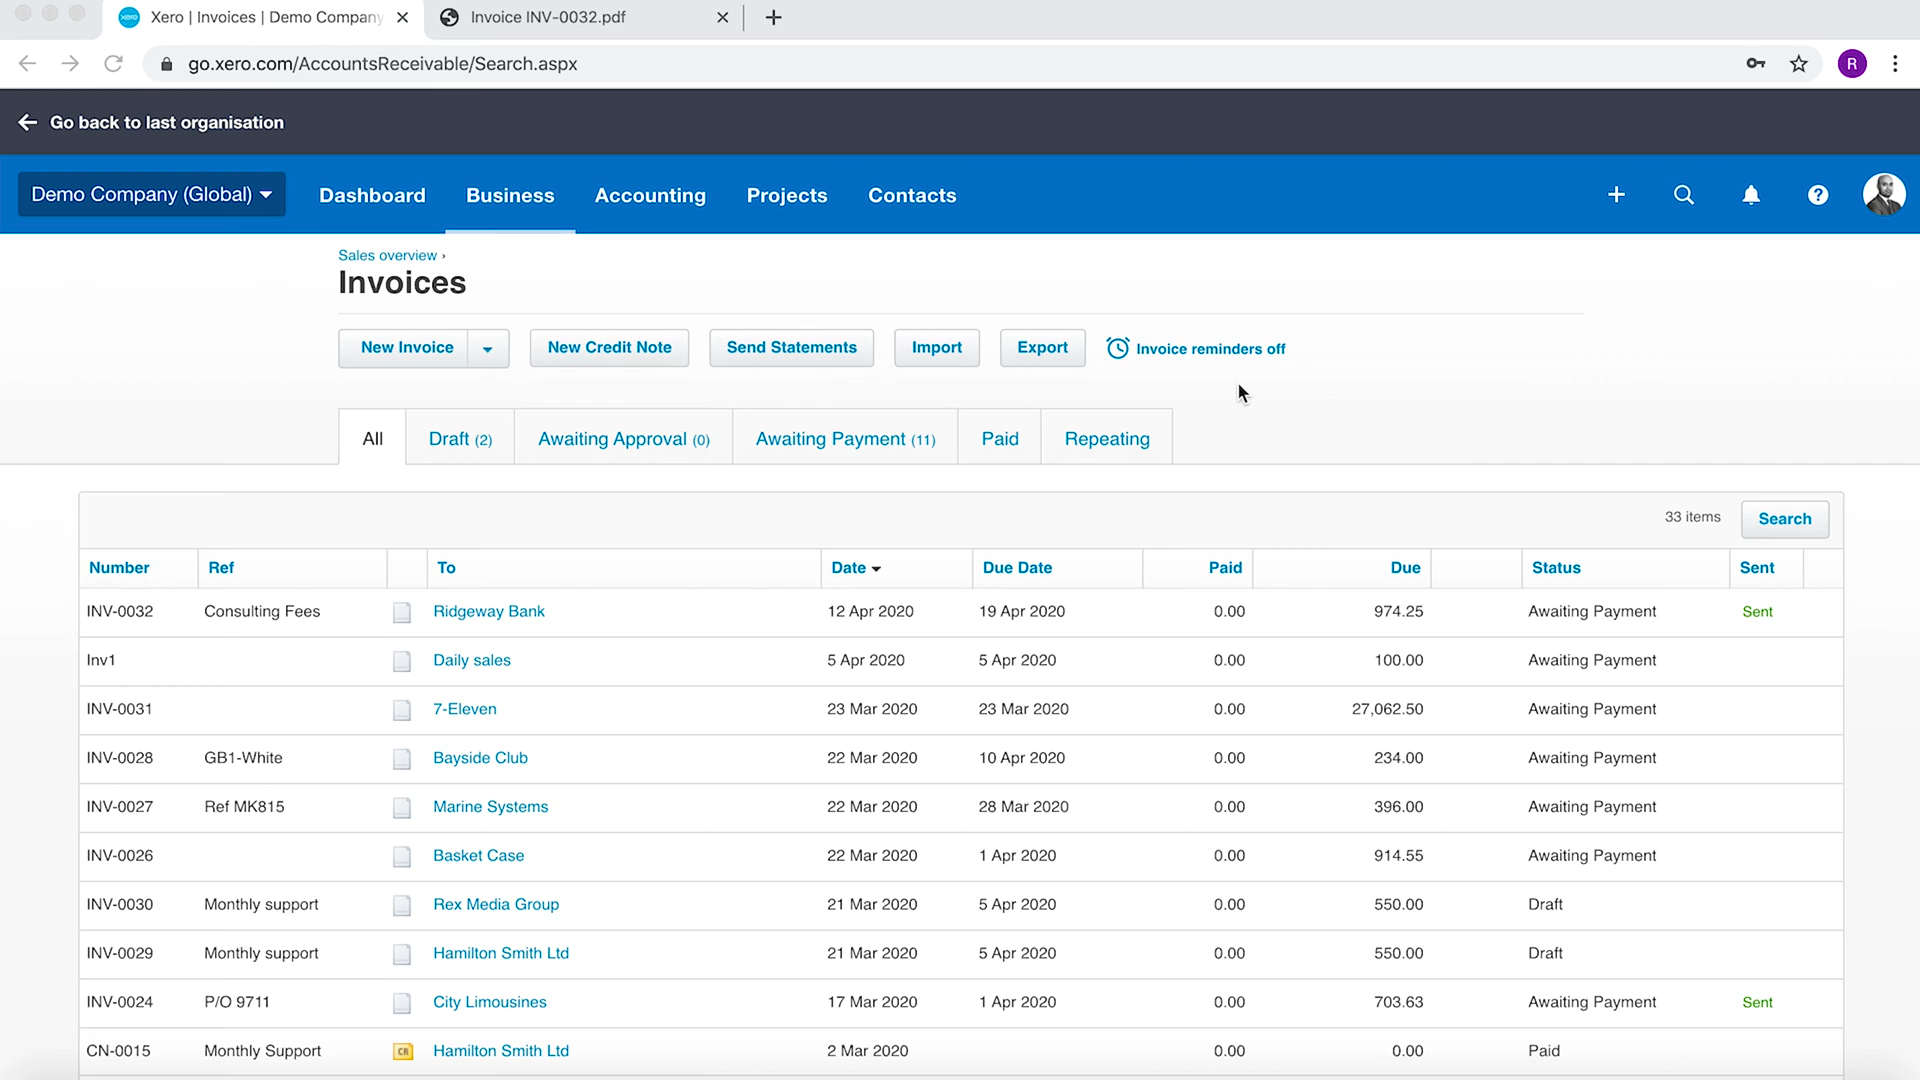 Xero | Invoices | Demo Company
Invoice INV-0032.pdf
go.xero.com/AccountsReceivable/Search.aspx
R
Go back to last organisation
Demo Company (Global) Dashboard Business Accounting Projects Contacts
Sales overview ›
Invoices
New Invoice New Credit Note Send Statements Import Export Invoice reminders off
All Draft (2) Awaiting Approval (0) Awaiting Payment (11) Paid Repeating
33 items Search
Number Ref To Date Due Date Paid Due Status Sent
INV-0032 Consulting Fees Ridgeway Bank 12 Apr 2020 19 Apr 2020 0.00 974.25 Awaiting Payment Sent
Inv1 Daily sales 5 Apr 2020 5 Apr 2020 0.00 100.00 Awaiting Payment
INV-0031 7-Eleven 23 Mar 2020 23 Mar 2020 0.00 27,062.50 Awaiting Payment
INV-0028 GB1-White Bayside Club 22 Mar 2020 10 Apr 2020 0.00 234.00 Awaiting Payment
INV-0027 Ref MK815 Marine Systems 22 Mar 2020 28 Mar 2020 0.00 396.00 Awaiting Payment
INV-0026 Basket Case 22 Mar 2020 1 Apr 2020 0.00 914.55 Awaiting Payment
INV-0030 Monthly support Rex Media Group 21 Mar 2020 5 Apr 2020 0.00 550.00 Draft
INV-0029 Monthly support Hamilton Smith Ltd 21 Mar 2020 5 Apr 2020 0.00 550.00 Draft
INV-0024 P/O 9711 City Limousines 17 Mar 2020 1 Apr 2020 0.00 703.63 Awaiting Payment Sent
CN-0015 Monthly Support CR Hamilton Smith Ltd 2 Mar 2020 0.00 0.00 Paid